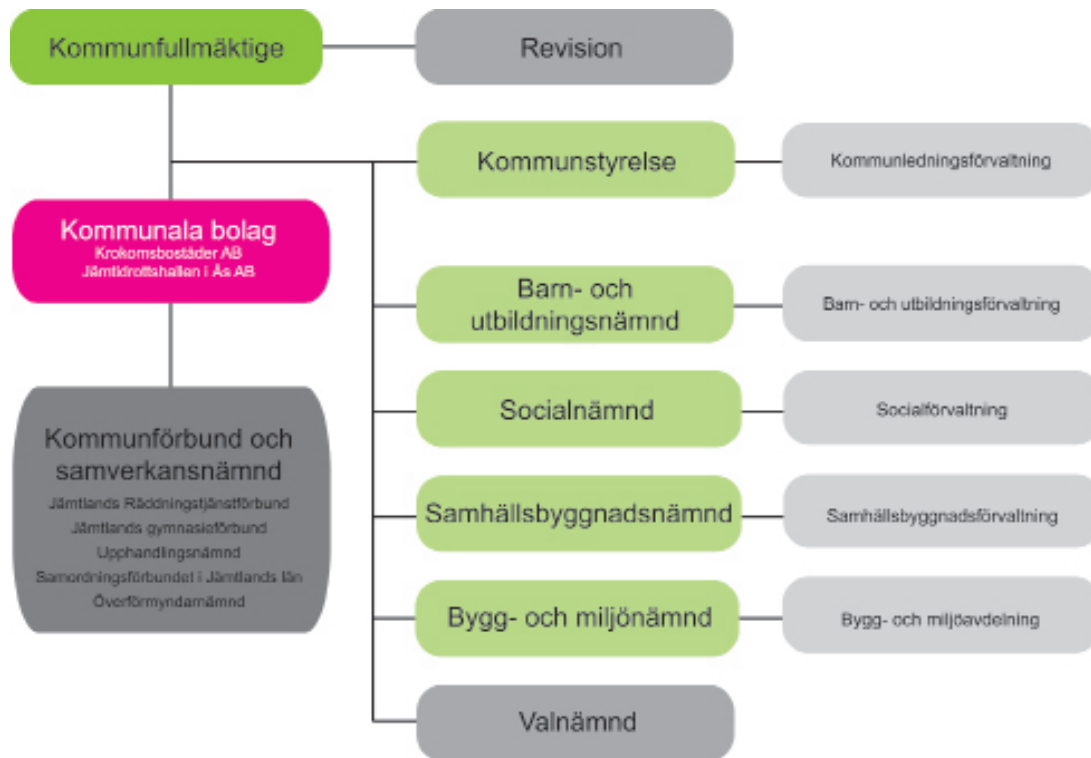 Kommunfullmäktige
Revision
Kommunstyrelse
Kommunledningsförvaltning
Kommunala bolag
Krokomsbostäder AB
Jämtidrottshallen i Ås AB
Barn- och
utbildningsnämnd
Barn- och utbildningsförvaltning
Kommunförbund och
samverkansnämnd
Jämtlands Räddningstjänstförbund
Jämtlands gymnasieförbund
Upphandlingsnämnd
Samordningsförbundet i Jämtlands län
Överförmyndarnämnd
Socialnämnd
Socialförvaltning
Samhällsbyggnadsnämnd
Samhällsbyggnadsförvaltning
Bygg- och miljönämnd
Bygg- och miljöavdelning
Valnämnd